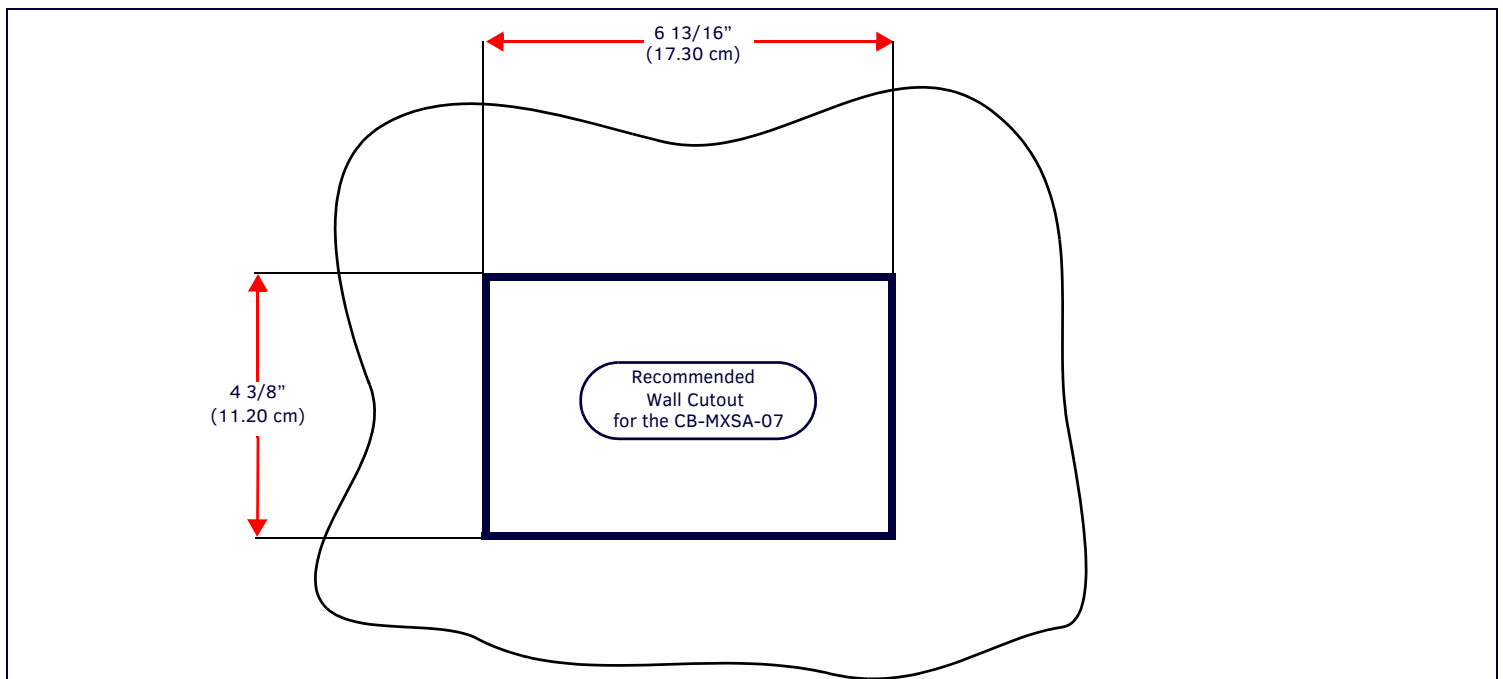 6 13/16”
(17.30 cm)
4 3/8”
(11.20 cm)
Recommended
Wall Cutout
for the CB-MXSA-07